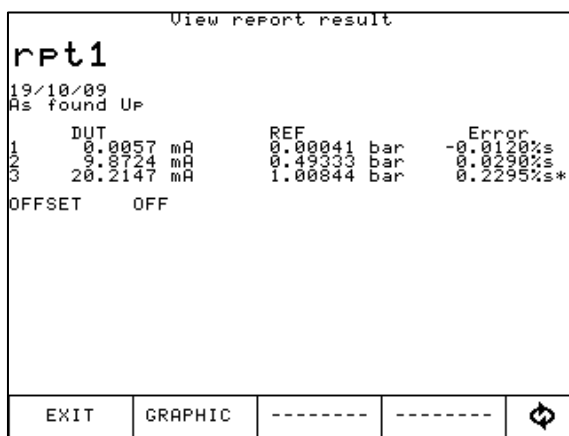 View report result
rpt1
19/10/09
As found Up
DUT REF Error
1 0.0057 mA 0.00041 bar -0.0120%s
2 9.8724 mA 0.49333 bar 0.0290%s
3 20.2147 mA 1.00844 bar 0.2295%s*
OFFSET OFF
EXIT GRAPHIC -------- --------